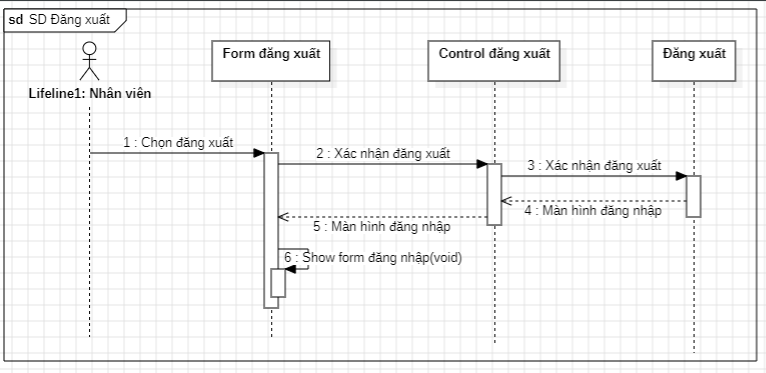 sd SD Đăng xuất
Form đăng xuất
Control đăng xuất
Đăng xuất
Lifeline1: Nhân viên
1 : Chọn đăng xuất
2 : Xác nhận đăng xuất
3 : Xác nhận đăng xuất
4 : Màn hình đăng nhập
5 : Màn hình đăng nhập
6 : Show form đăng nhập(void)